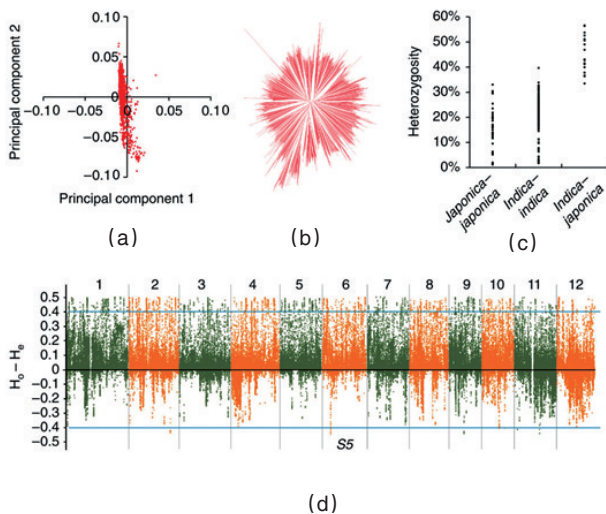 Principal component 2
0.10
0.05
−0.10
−0.05
0
0.05
0.10
−0.05
−0.10
Principal component 1
(a)
(b)
Heterozygosity
60%
50%
40%
30%
20%
10%
0%
Japonica–
japonica
Indica–
indica
Indica–
japonica
(c)
1 2 3 4 5 6 7 8 9 10 11 12
Ho – He
0.5
0.4
0.3
0.2
0.1
0
−0.1
−0.2
−0.3
−0.4
−0.5
S5
(d)